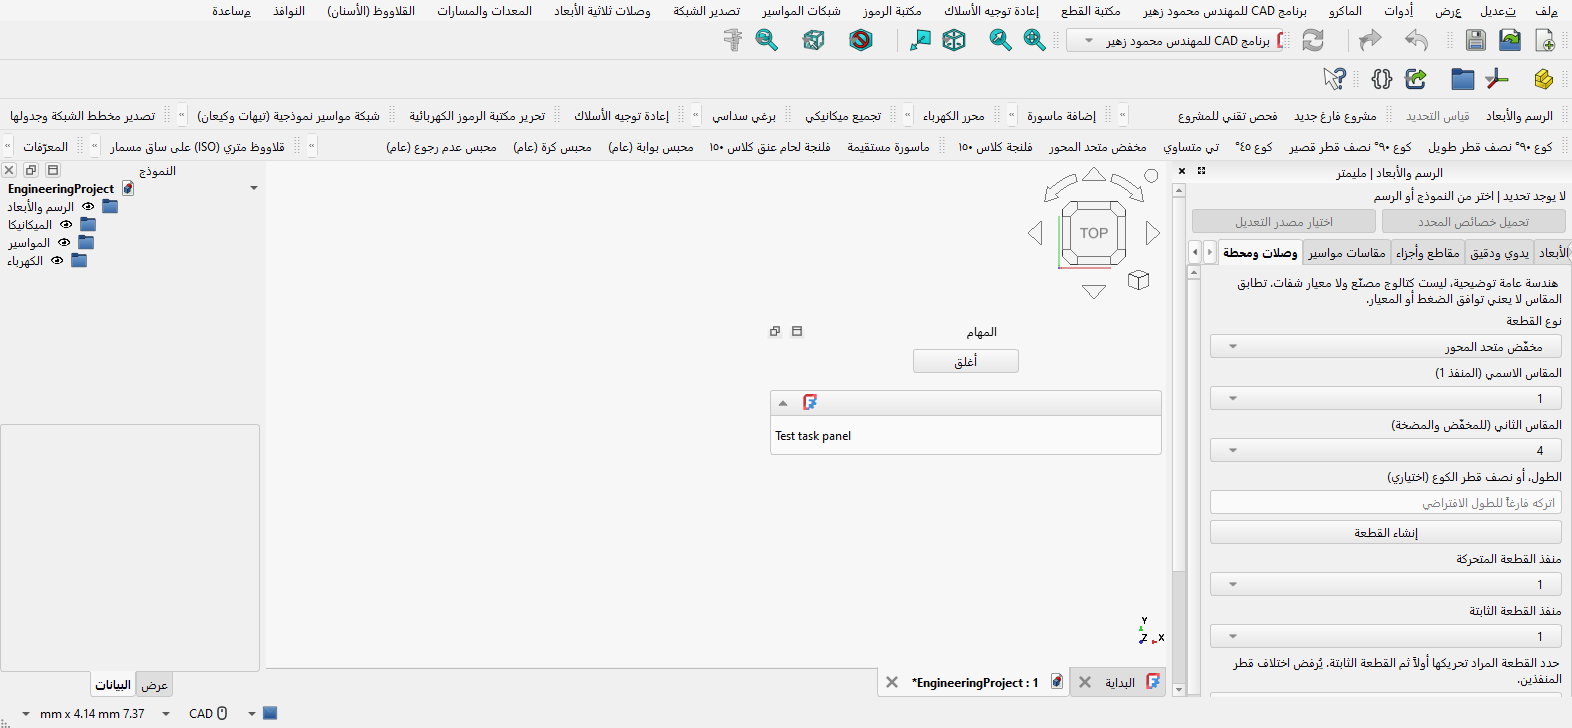 ملف تعديل عرض أدوات الماكرو برنامج CAD للمهندس محمود زهير مكتبة القطع إعادة توجيه الأسلاك مكتبة الرموز شبكات المواسير تصدير الشبكة وصلات ثلاثية الأبعاد المعدات والمسارات القلاووظ (الأسنان) النوافذ مساعدة
برنامج CAD للمهندس محمود زهير
الرسم والأبعاد قياس التحديد مشروع فارغ جديد فحص تقني للمشروع « إضافة ماسورة « محرر الكهرباء « تجميع ميكانيكي برغي سداسي « إعادة توجيه الأسلاك تحرير مكتبة الرموز الكهربائية شبكة مواسير نموذجية (تيهات وكيعان) « تصدير مخطط الشبكة وجدولها
كوع ٩٠° نصف قطر طويل كوع ٩٠° نصف قطر قصير كوع ٤٥° تي متساوي مخفض متحد المحور فلنجة كلاس ١٥٠ ماسورة مستقيمة فلنجة لحام عنق كلاس ١٥٠ محبس بوابة (عام) محبس كرة (عام) محبس عدم رجوع (عام) « قلاووظ متري (ISO) على ساق مسمار « المعرّفات «
الرسم والأبعاد | مليمتر
لا يوجد تحديد | اختر من النموذج أو الرسم
تحميل خصائص المحدد اختيار مصدر التعديل
الأبعاد يدوي ودقيق مقاطع وأجزاء مقاسات مواسير وصلات ومحطة
هندسة عامة توضيحية، ليست كتالوج مصنّع ولا معيار شفات. تطابق
المقاس لا يعني توافق الضغط أو المعيار.
نوع القطعة
مخفّض متحد المحور
المقاس الاسمي (المنفذ 1)
1
المقاس الثاني (للمخفّض والمضخة)
4
الطول، أو نصف قطر الكوع (اختياري)
اتركه فارغاً للطول الافتراضي
إنشاء القطعة
منفذ القطعة المتحركة
1
منفذ القطعة الثابتة
1
حدد القطعة المراد تحريكها أولاً ثم القطعة الثابتة. يُرفض اختلاف قطر
المنفذين.
TOP
المهام
أغلق
Test task panel
Y
Z X
البداية
EngineeringProject : 1*
النموذج
EngineeringProject
الرسم والأبعاد
الميكانيكا
المواسير
الكهرباء
عرض البيانات
CAD
mm x 4.14 mm 7.37